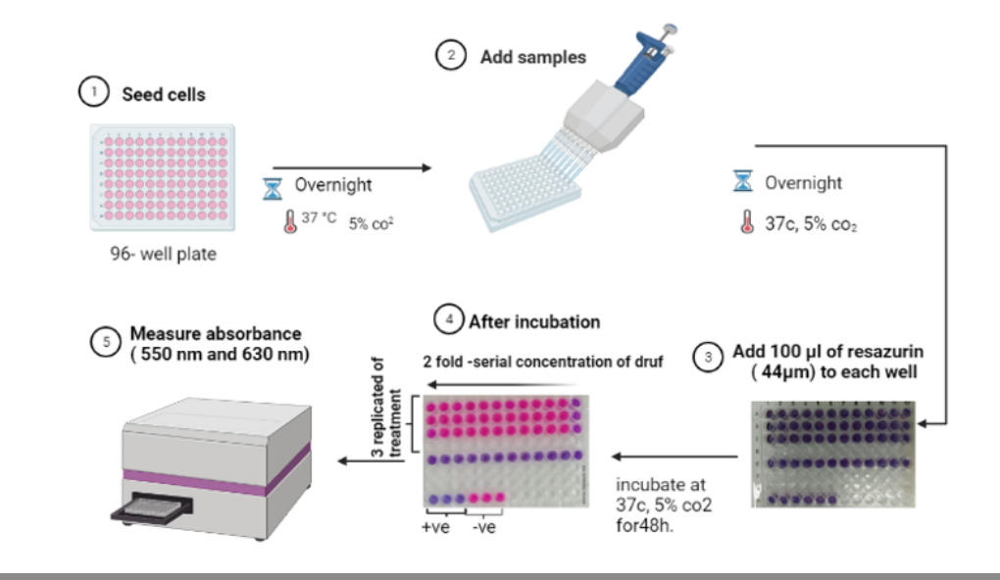 1
Seed cells
96- well plate
Overnight
37 °C 5% co²
2
Add samples
Overnight
37c, 5% co₂
3
Add 100 µl of resazurin
( 44µm) to each well
incubate at
37c, 5% co2
for48h.
4
After incubation
2 fold -serial concentration of druf
3 replicated of
treatment
+ve -ve
5
Measure absorbance
( 550 nm and 630 nm)